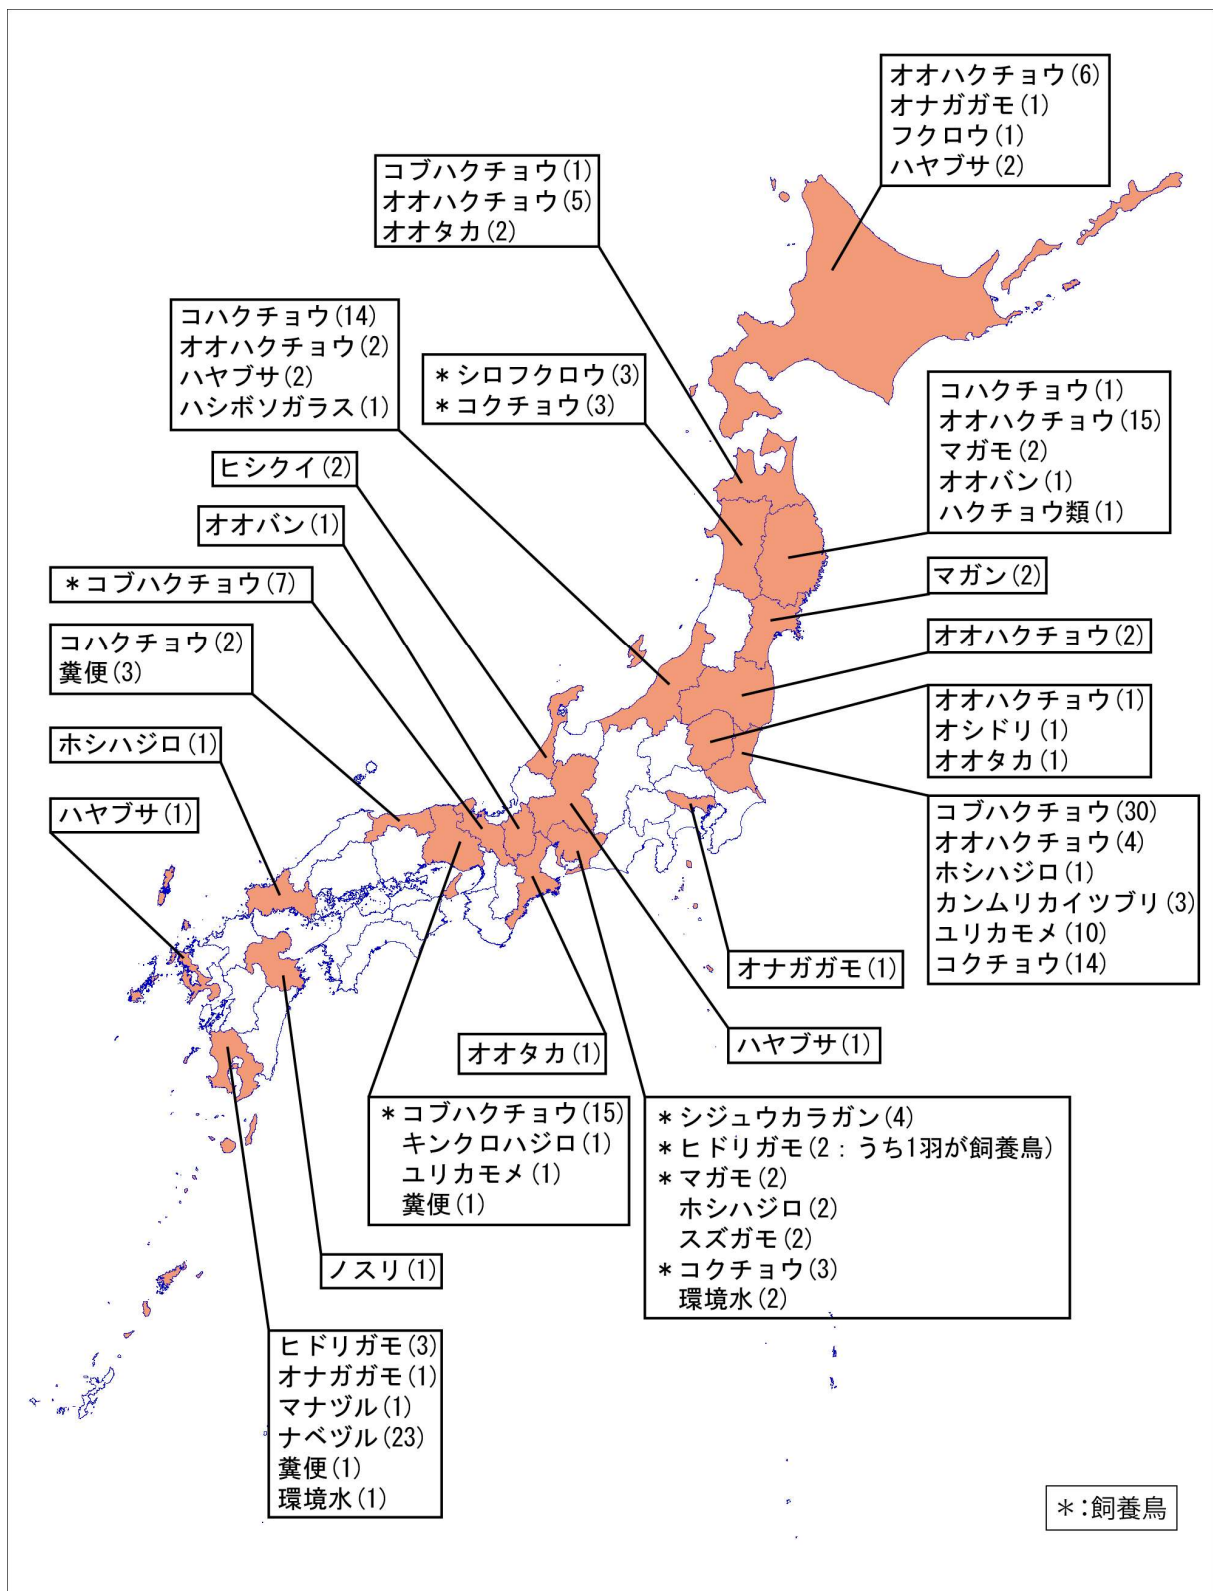 オオハクチョウ(6)
オナガガモ(1)
フクロウ(1)
ハヤブサ(2)
コブハクチョウ(1)
オオハクチョウ(5)
オオタカ(2)
コハクチョウ(14)
オオハクチョウ(2)
ハヤブサ(2)
ハシボソガラス(1)
*シロフクロウ(3)
*コクチョウ(3)
コハクチョウ(1)
オオハクチョウ(15)
マガモ(2)
オオバン(1)
ハクチョウ類(1)
ヒシクイ(2)
オオバン(1)
*コブハクチョウ(7)
マガン(2)
コハクチョウ(2)
糞便(3)
オオハクチョウ(2)
オオハクチョウ(1)
オシドリ(1)
オオタカ(1)
ホシハジロ(1)
ハヤブサ(1)
コブハクチョウ(30)
オオハクチョウ(4)
ホシハジロ(1)
カンムリカイツブリ(3)
ユリカモメ(10)
コクチョウ(14)
オナガガモ(1)
ハヤブサ(1)
オオタカ(1)
*コブハクチョウ(15)
キンクロハジロ(1)
ユリカモメ(1)
糞便(1)
*シジュウカラガン(4)
*ヒドリガモ(2：うち1羽が飼養鳥)
*マガモ(2)
ホシハジロ(2)
スズガモ(2)
*コクチョウ(3)
環境水(2)
ノスリ(1)
ヒドリガモ(3)
オナガガモ(1)
マナヅル(1)
ナベヅル(23)
糞便(1)
環境水(1)
＊：飼養鳥